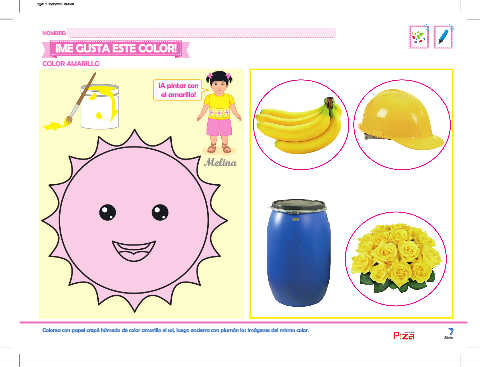 NOMBRE:
¡ME GUSTA ESTE COLOR!
COLOR AMARILLO
¡A pintar con
el amarillo!
Melina
Colorea con papel crepé húmedo de color amarillo el sol, luego encierra con plumón las imágenes del mismo color.
Pizá
7